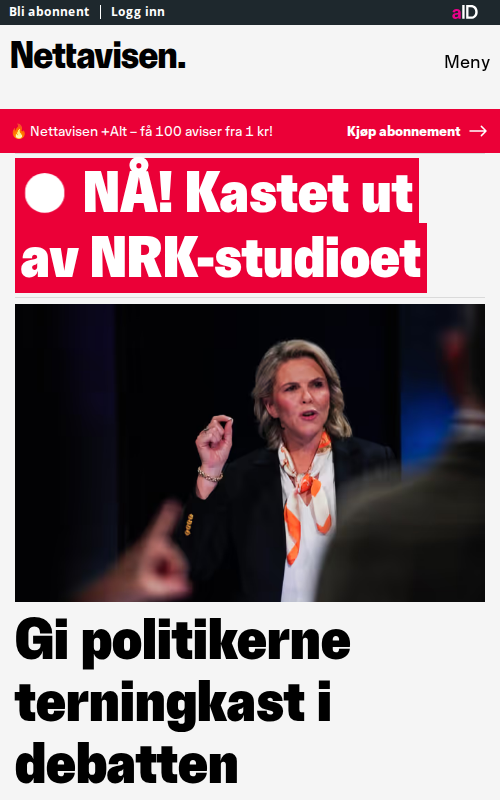 Bli abonnent | Logg inn
aID
Nettavisen.
Meny
🔥 Nettavisen +Alt – få 100 aviser fra 1 kr!
Kjøp abonnement →
NÅ! Kastet ut
av NRK-studioet
Gi politikerne
terningkast i
debatten